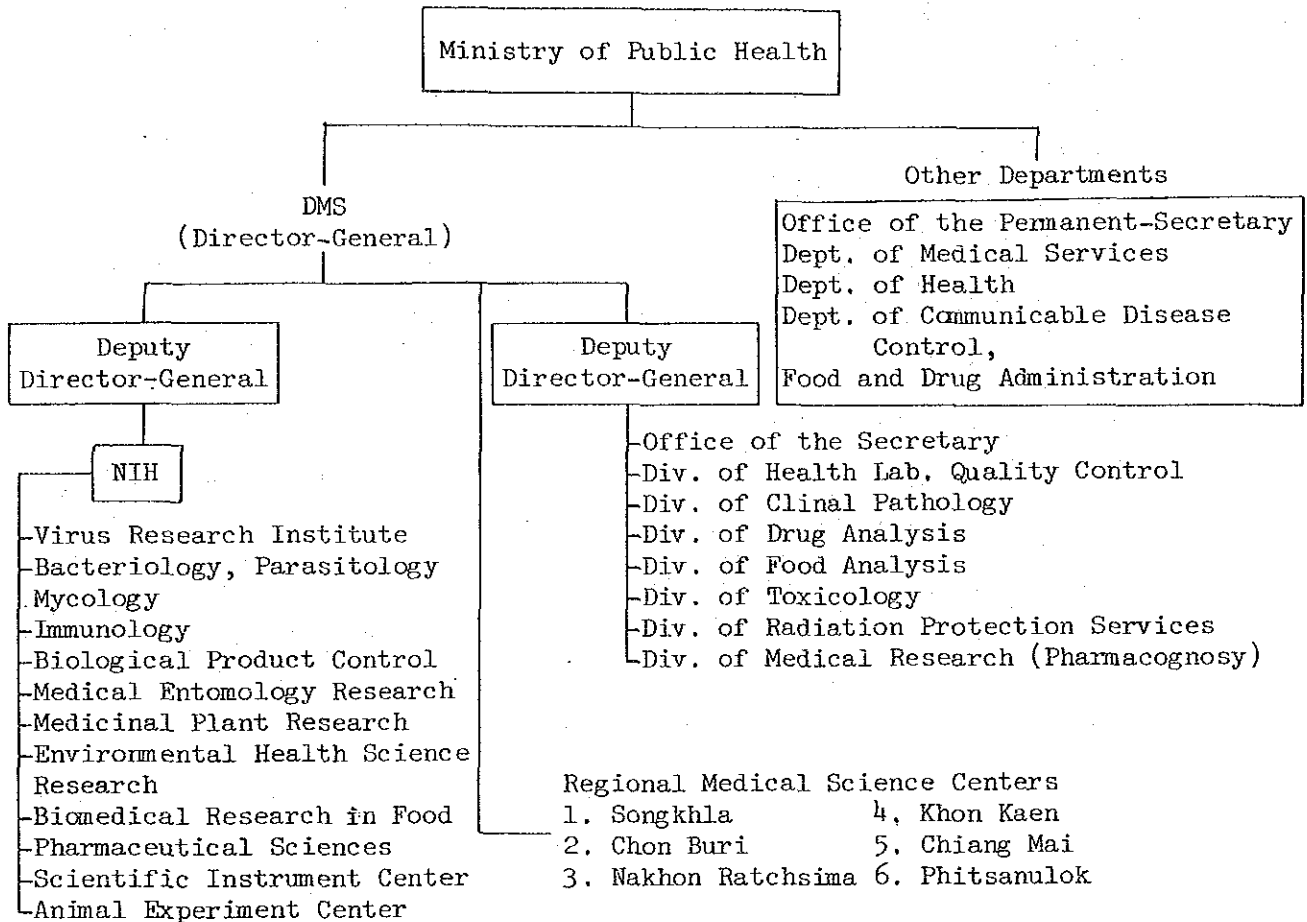 Ministry of Public Health
DMS
(Director-General)
Other Departments
Office of the Permanent-Secretary
Dept. of Medical Services
Dept. of Health
Dept. of Communicable Disease
Control,
Food and Drug Administration
Deputy
Director-General
NIH
Virus Research Institute
Bacteriology, Parasitology
Mycology
Immunology
Biological Product Control
Medical Entomology Research
Medicinal Plant Research
Environmental Health Science
Research
Biomedical Research in Food
Pharmaceutical Sciences
Scientific Instrument Center
Animal Experiment Center
Deputy
Director-General
Office of the Secretary
Div. of Health Lab. Quality Control
Div. of Clinal Pathology
Div. of Drug Analysis
Div. of Food Analysis
Div. of Toxicology
Div. of Radiation Protection Services
Div. of Medical Research (Pharmacognosy)
Regional Medical Science Centers
1. Songkhla 4. Khon Kaen
2. Chon Buri 5. Chiang Mai
3. Nakhon Ratchsima 6. Phitsanulok